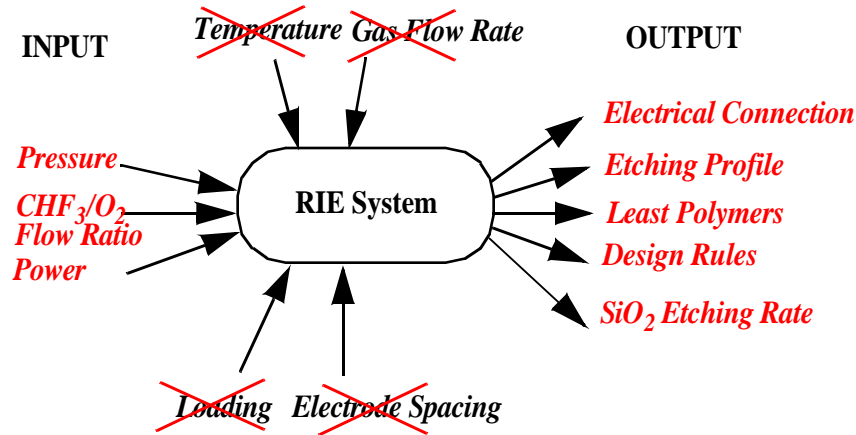 INPUT
Temperature Gas Flow Rate
OUTPUT
Pressure
CHF3/O2
Flow Ratio
Power
RIE System
Electrical Connection
Etching Profile
Least Polymers
Design Rules
SiO2 Etching Rate
Loading Electrode Spacing